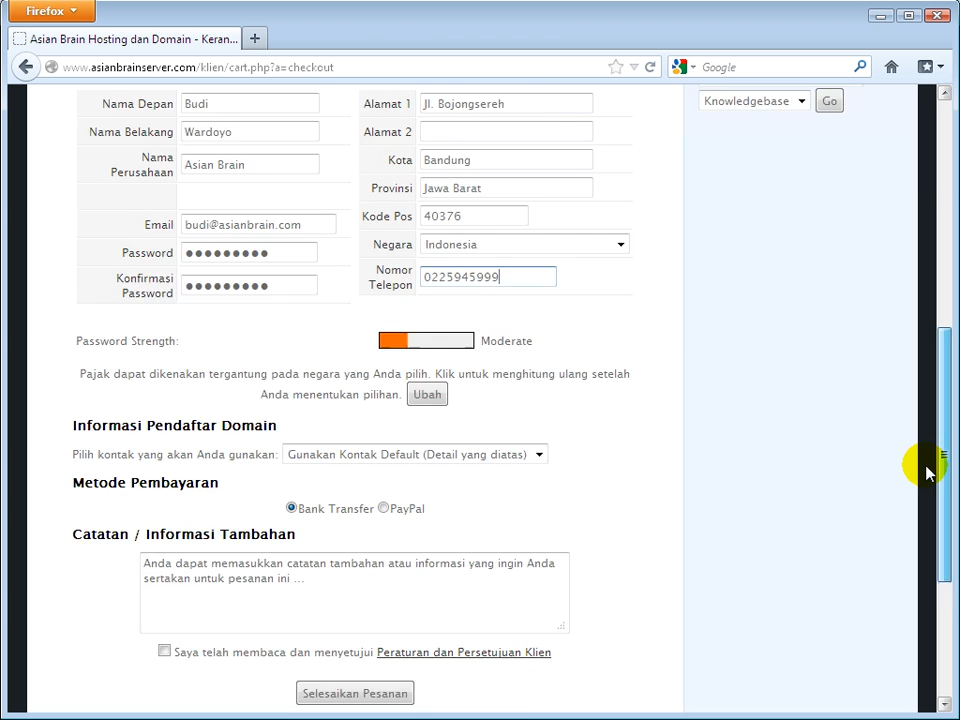 Firefox
Asian Brain Hosting dan Domain - Keran...
www.asianbrainserver.com/klien/cart.php?a=checkout
Google
Nama Depan Budi Alamat 1 Jl. Bojongsereh
Knowledgebase Go
Nama Belakang Wardoyo Alamat 2
Nama Perusahaan Asian Brain Kota Bandung
Provinsi Jawa Barat
Email budi@asianbrain.com Kode Pos 40376
Password ●●●●●●●●● Negara Indonesia
Konfirmasi Password ●●●●●●●●● Nomor Telepon 0225945999
Password Strength: Moderate
Pajak dapat dikenakan tergantung pada negara yang Anda pilih. Klik untuk menghitung ulang setelah
Anda menentukan pilihan. Ubah
Informasi Pendaftar Domain
Pilih kontak yang akan Anda gunakan: Gunakan Kontak Default (Detail yang diatas)
Metode Pembayaran
Bank Transfer PayPal
Catatan / Informasi Tambahan
Anda dapat memasukkan catatan tambahan atau informasi yang ingin Anda
sertakan untuk pesanan ini ...
Saya telah membaca dan menyetujui Peraturan dan Persetujuan Klien
Selesaikan Pesanan